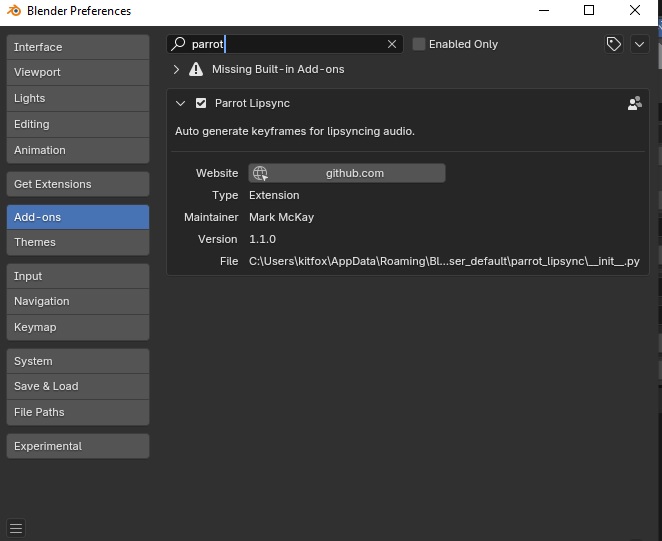 Blender Preferences
Interface
Viewport
Lights
Editing
Animation
Get Extensions
Add-ons
Themes
Input
Navigation
Keymap
System
Save & Load
File Paths
Experimental
parrot
Enabled Only
Missing Built-in Add-ons
Parrot Lipsync
Auto generate keyframes for lipsyncing audio.
Website github.com
Type Extension
Maintainer Mark McKay
Version 1.1.0
File C:\Users\kitfox\AppData\Roaming\Bl...ser_default\parrot_lipsync\__init__.py